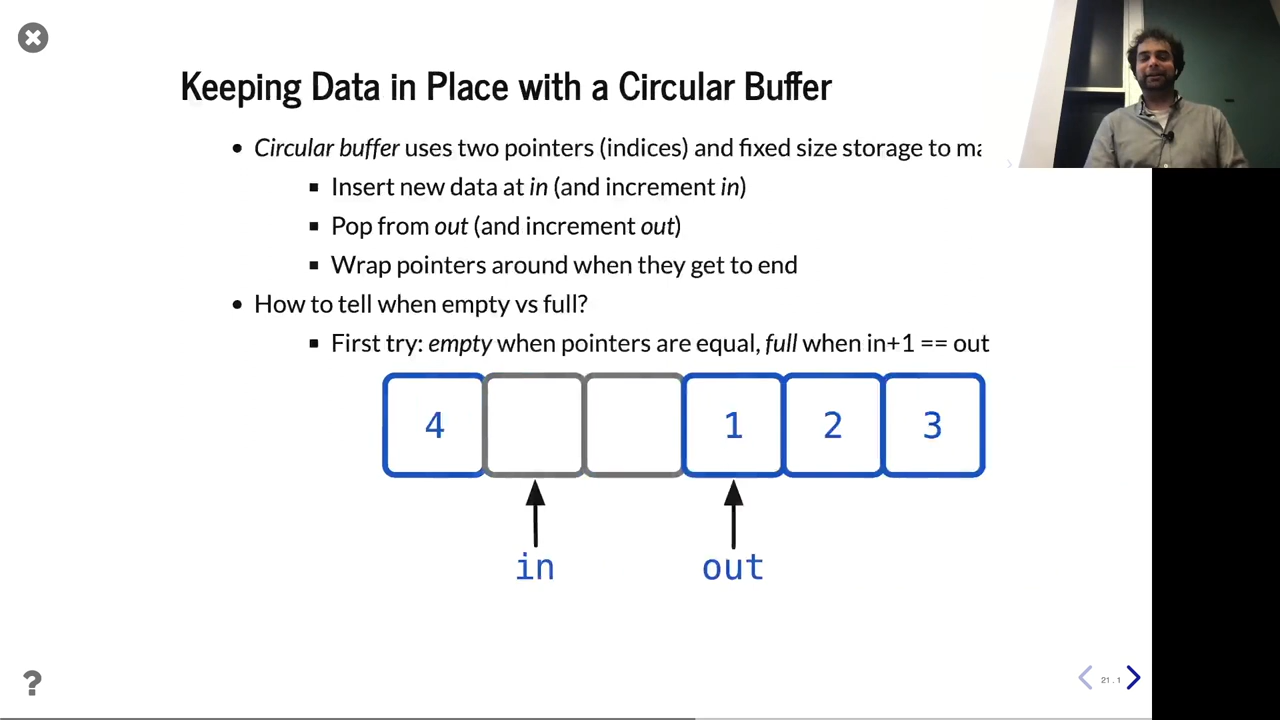 Keeping Data in Place with a Circular Buffer
Circular buffer uses two pointers (indices) and fixed size storage to
Insert new data at in (and increment in)
Pop from out (and increment out)
Wrap pointers around when they get to end
How to tell when empty vs full?
First try: empty when pointers are equal, full when in+1 == out
4 1 2 3
in out
?
21.1